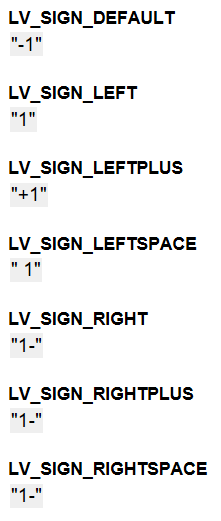 LV_SIGN_DEFAULT
"-1"
LV_SIGN_LEFT
"1"
LV_SIGN_LEFTPLUS
"+1"
LV_SIGN_LEFTSPACE
" 1"
LV_SIGN_RIGHT
"1-"
LV_SIGN_RIGHTPLUS
"1-"
LV_SIGN_RIGHTSPACE
"1-"